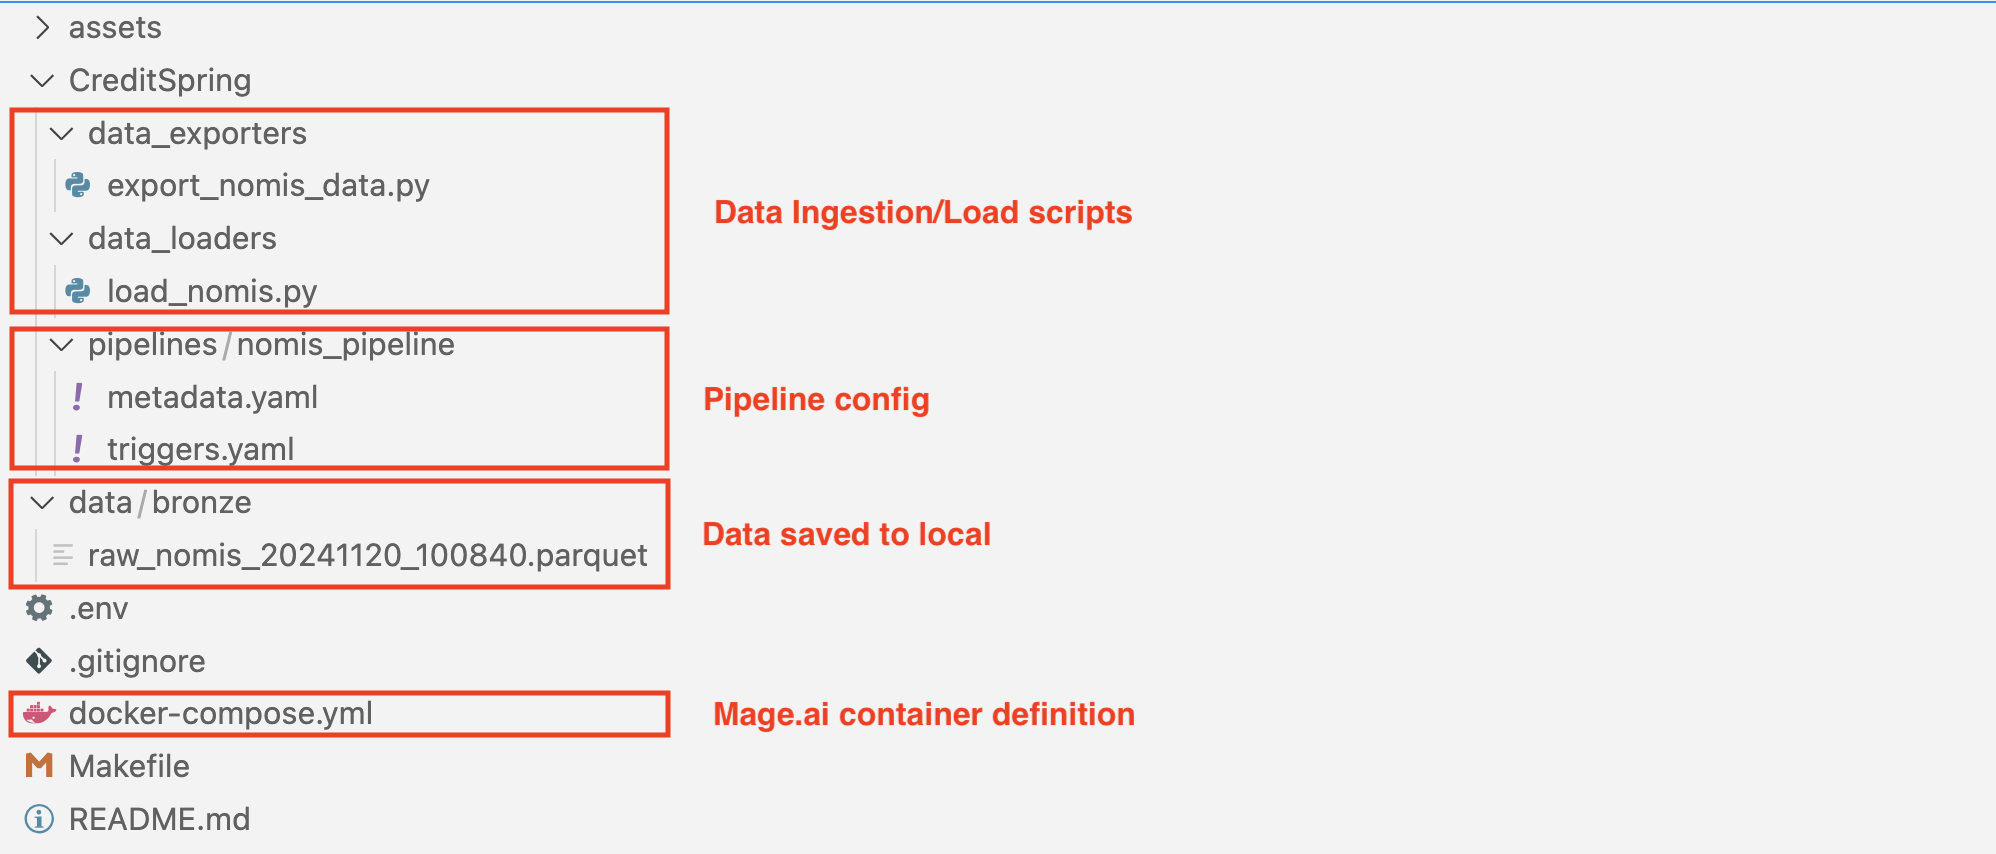 assets
CreditSpring
data_exporters
export_nomis_data.py
Data Ingestion/Load scripts
data_loaders
load_nomis.py
pipelines/nomis_pipeline
metadata.yaml
Pipeline config
triggers.yaml
data/bronze
Data saved to local
raw_nomis_20241120_100840.parquet
.env
.gitignore
docker-compose.yml
Mage.ai container definition
Makefile
README.md